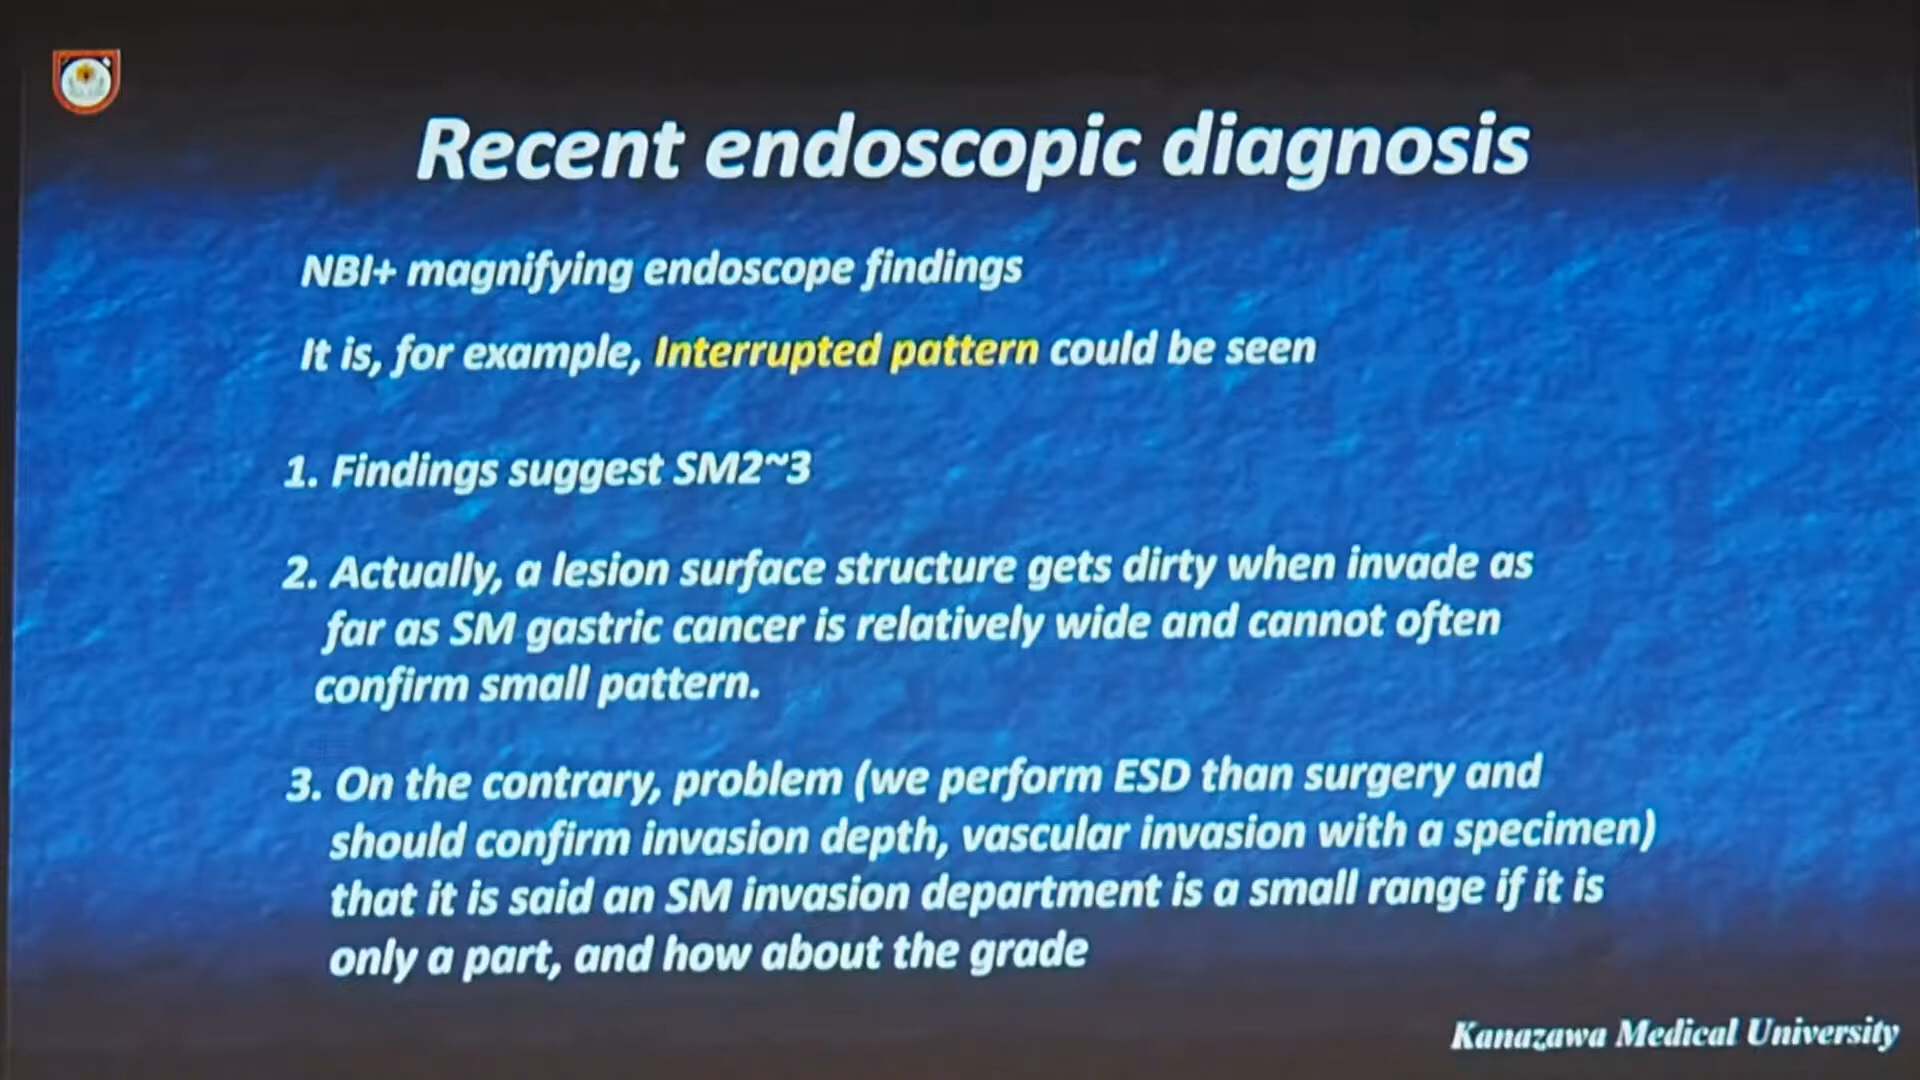 Recent endoscopic diagnosis
NBI+ magnifying endoscope findings
It is, for example, Interrupted pattern could be seen
1. Findings suggest SM2~3
2. Actually, a lesion surface structure gets dirty when invade as
far as SM gastric cancer is relatively wide and cannot often
confirm small pattern.
3. On the contrary, problem (we perform ESD than surgery and
should confirm invasion depth, vascular invasion with a specimen)
that it is said an SM invasion department is a small range if it is
only a part, and how about the grade
Kanazawa Medical University